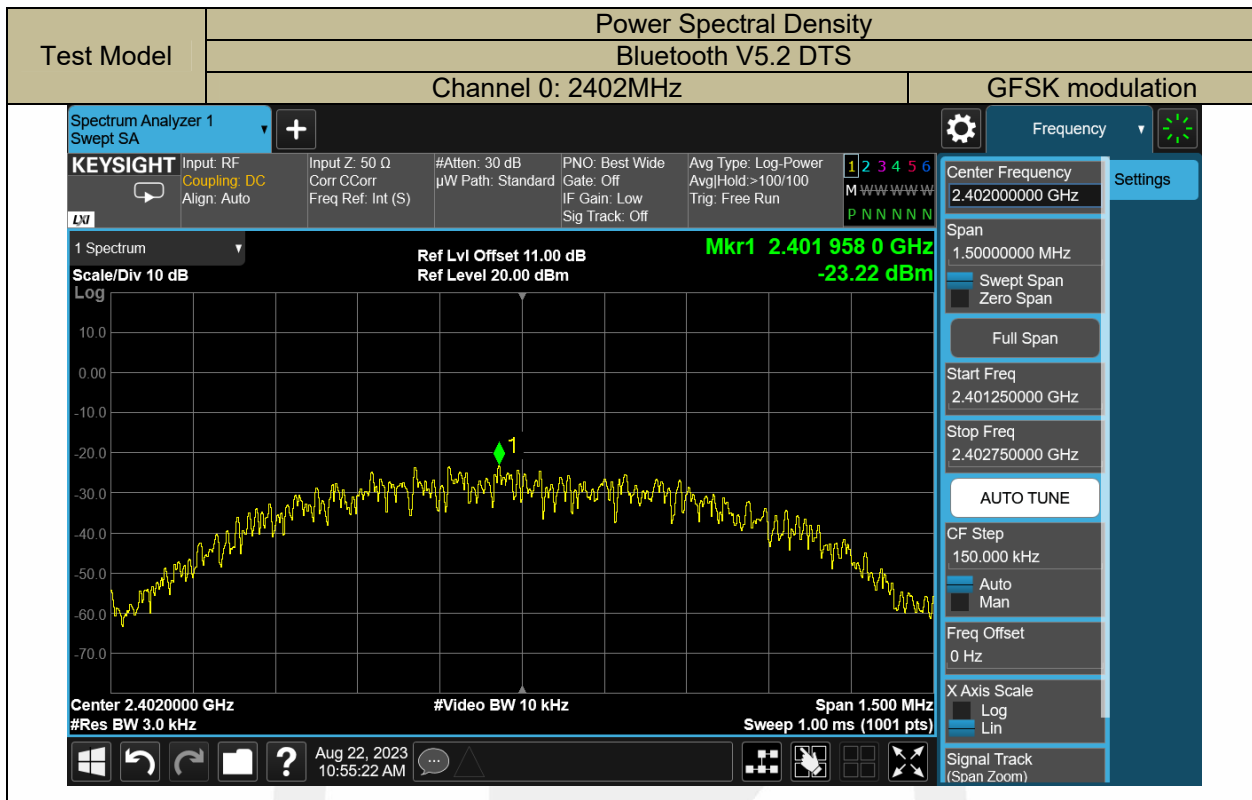 Test Model
Power Spectral Density
Bluetooth V5.2 DTS
Channel 0: 2402MHz
GFSK modulation
Spectrum Analyzer 1
Swept SA
Frequency
KEYSIGHT
LXI
Input: RF
Coupling: DC
Align: Auto
Input Z: 50 Ω
Corr CCorr
Freq Ref: Int (S)
#Atten: 30 dB
µW Path: Standard
PNO: Best Wide
Gate: Off
IF Gain: Low
Sig Track: Off
Avg Type: Log-Power
Avg|Hold:>100/100
Trig: Free Run
1 2 3 4 5 6
M W W W W W
P N N N N N
1 Spectrum
Scale/Div 10 dB
Log
Ref Lvl Offset 11.00 dB
Ref Level 20.00 dBm
Mkr1 2.401 958 0 GHz
-23.22 dBm
10.0
0.00
-10.0
-20.0
-30.0
-40.0
-50.0
-60.0
-70.0
1
Center 2.4020000 GHz
#Res BW 3.0 kHz
#Video BW 10 kHz
Span 1.500 MHz
Sweep 1.00 ms (1001 pts)
Aug 22, 2023
10:55:22 AM
Center Frequency
2.402000000 GHz
Settings
Span
1.50000000 MHz
Swept Span
Zero Span
Full Span
Start Freq
2.401250000 GHz
Stop Freq
2.402750000 GHz
AUTO TUNE
CF Step
150.000 kHz
Auto
Man
Freq Offset
0 Hz
X Axis Scale
Log
Lin
Signal Track
(Span Zoom)